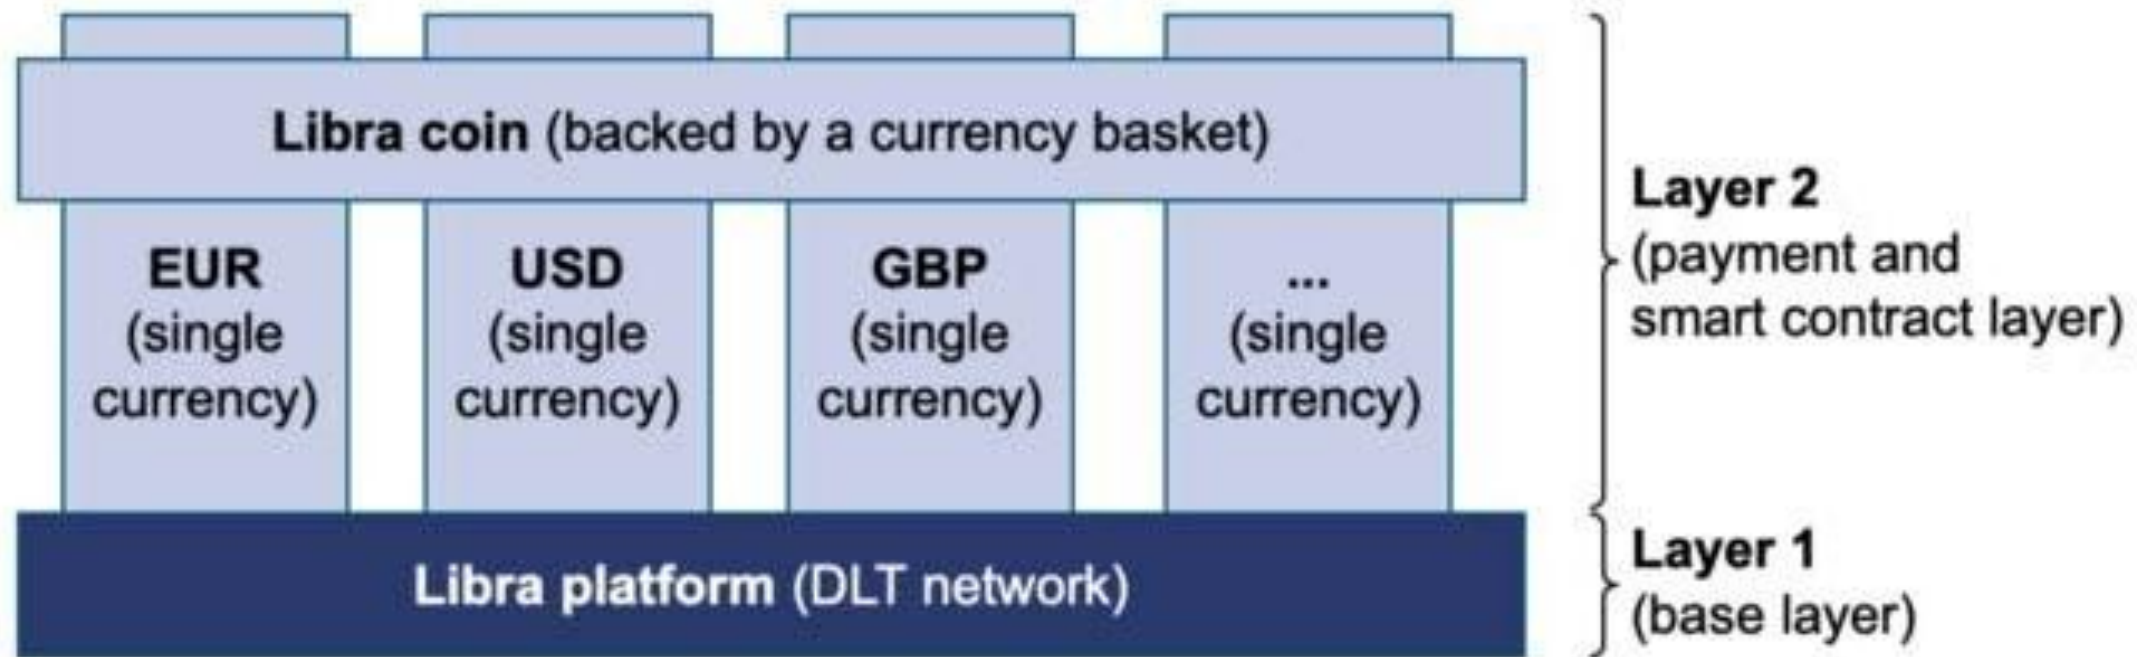 Libra coin (backed by a currency basket)
EUR
(single
currency)
USD
(single
currency)
GBP
(single
currency)
...
(single
currency)
Libra platform (DLT network)
Layer 2
(payment and
smart contract layer)
Layer 1
(base layer)